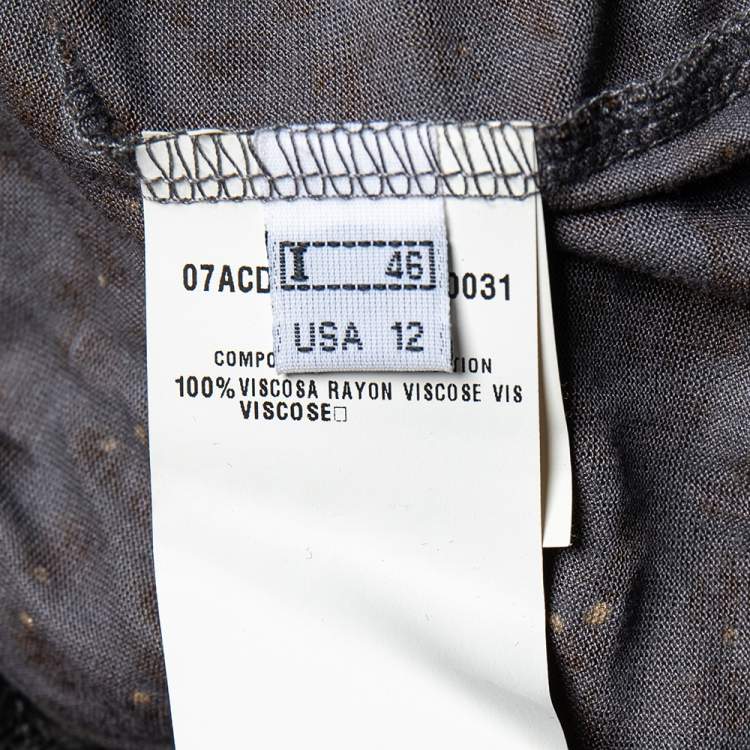 I 46
USA 12
07ACD 0031
COMPO TION
100% VISCOSA RAYON VISCOSE VIS
VISCOSE□